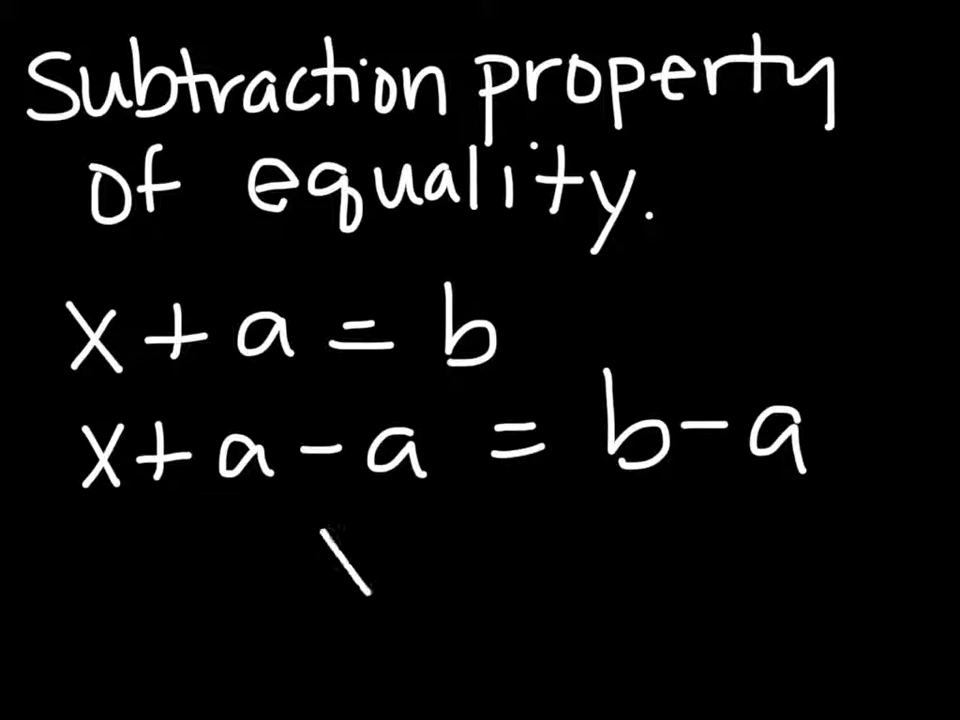 Subtraction property
of equality.
x + a = b
x + a - a = b - a
\